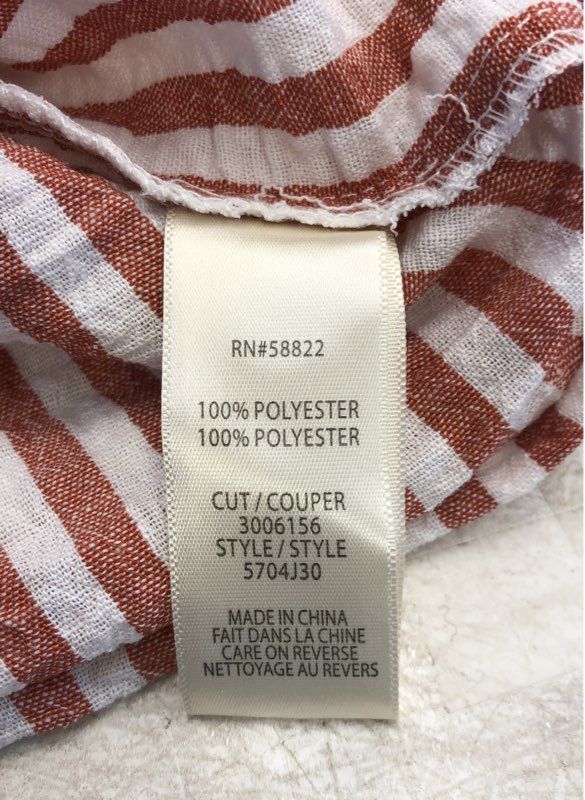 RN#58822
100% POLYESTER
100% POLYESTER
CUT / COUPER
3006156
STYLE / STYLE
5704J30
MADE IN CHINA
FAIT DANS LA CHINE
CARE ON REVERSE
NETTOYAGE AU REVERS